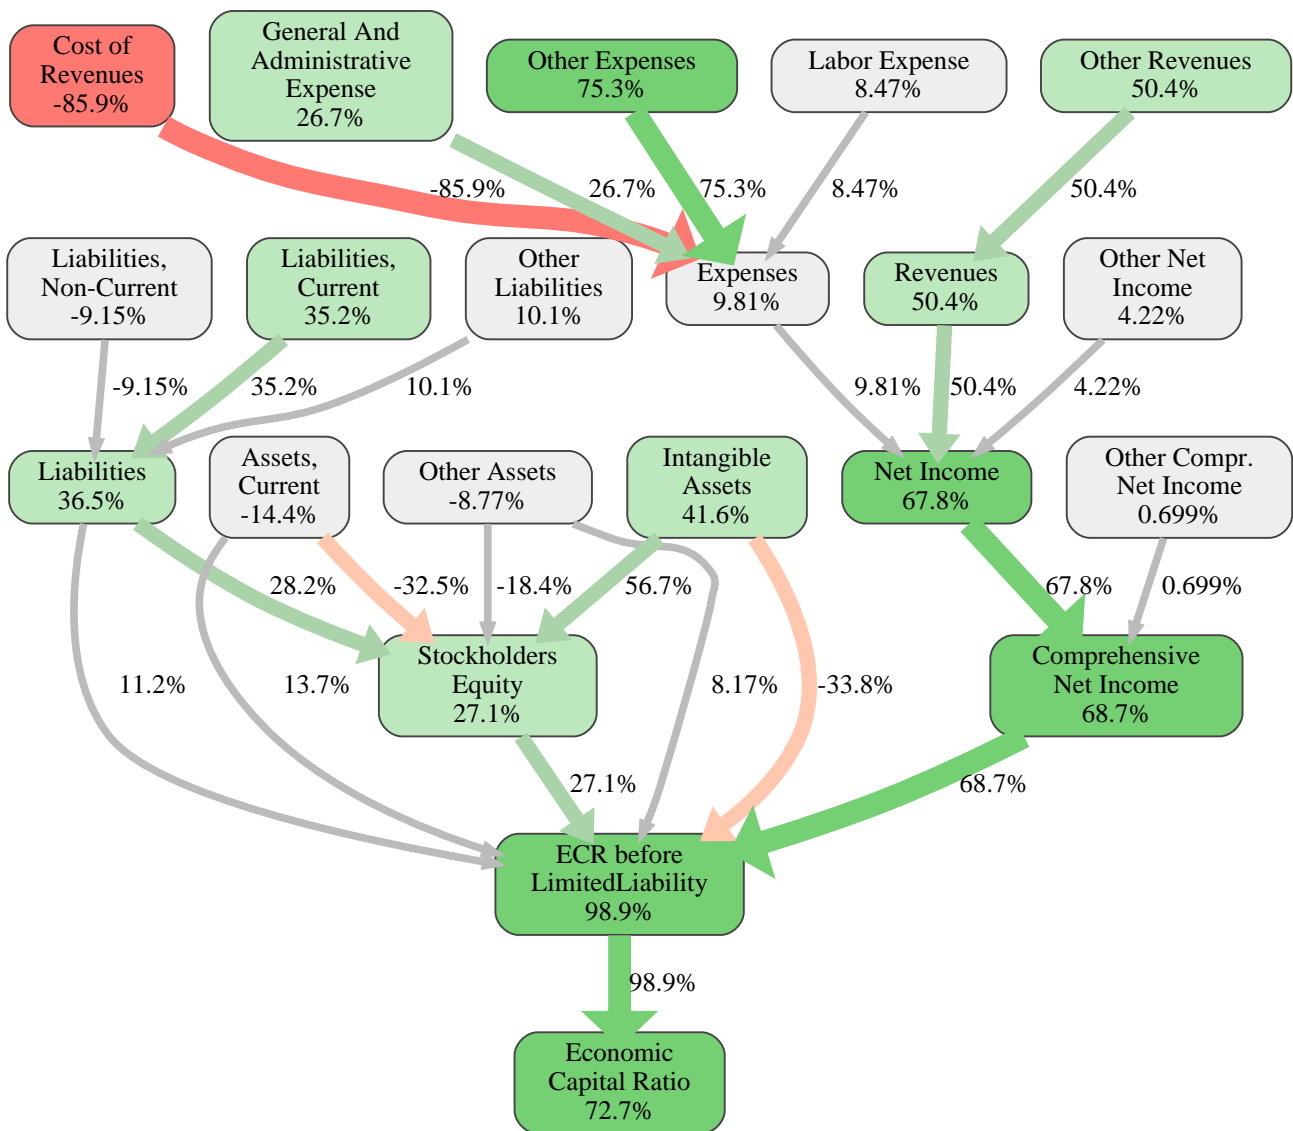 Cost of
Revenues
-85.9%
General And
Administrative
Expense
26.7%
Other Expenses
75.3%
Labor Expense
8.47%
Other Revenues
50.4%
-85.9%
26.7%
75.3%
8.47%
50.4%
Liabilities,
Non-Current
-9.15%
Liabilities,
Current
35.2%
Other
Liabilities
10.1%
Expenses
9.81%
Revenues
50.4%
Other Net
Income
4.22%
-9.15%
35.2%
10.1%
9.81%
50.4%
4.22%
Liabilities
36.5%
Assets,
Current
-14.4%
Other Assets
-8.77%
Intangible
Assets
41.6%
Net Income
67.8%
Other Compr.
Net Income
0.699%
28.2%
-32.5%
-18.4%
56.7%
67.8%
0.699%
Stockholders
Equity
27.1%
Comprehensive
Net Income
68.7%
11.2%
13.7%
8.17%
-33.8%
27.1%
68.7%
ECR before
LimitedLiability
98.9%
98.9%
Economic
Capital Ratio
72.7%